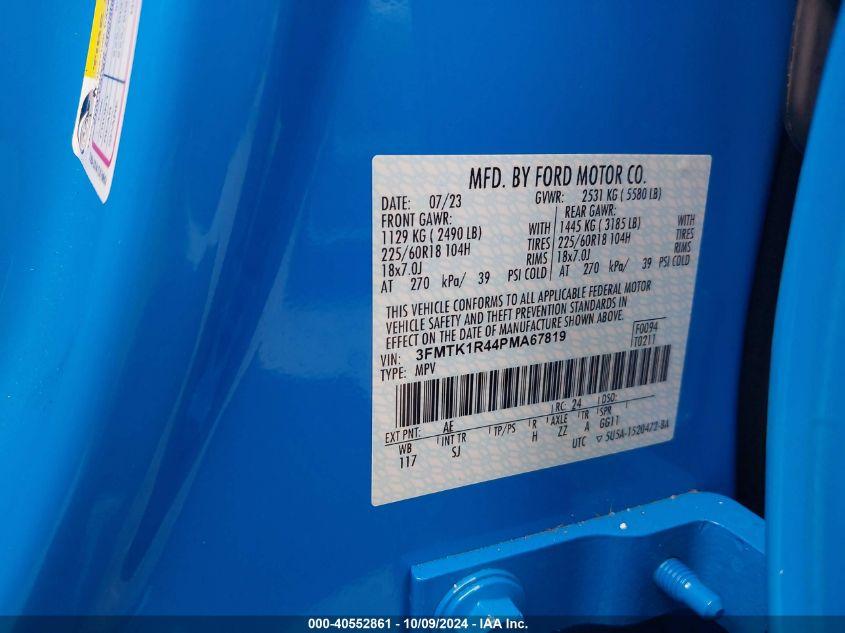 MFD. BY FORD MOTOR CO.
DATE: 07/23 GVWR: 2531 KG ( 5580 LB)
FRONT GAWR: REAR GAWR:
1129 KG ( 2490 LB) WITH 1445 KG ( 3185 LB) WITH
225/60R18 104H TIRES 225/60R18 104H TIRES
18x7.0J RIMS 18x7.0J RIMS
AT 270 kPa/ 39 PSI COLD AT 270 kPa/ 39 PSI COLD
THIS VEHICLE CONFORMS TO ALL APPLICABLE FEDERAL MOTOR
VEHICLE SAFETY AND THEFT PREVENTION STANDARDS IN
EFFECT ON THE DATE OF MANUFACTURE SHOWN ABOVE.
VIN: 3FMTK1R44PMA67819 F0094
TYPE: MPV T0211
EXT PNT: AE RC: 24 DSO:
WB INT TR TP/PS R AXLE TR SPR
117 SJ H ZZ A GG11
UTC ▽ 5U5A-1520472-BA
000-40552861 - 10/09/2024 - IAA Inc.